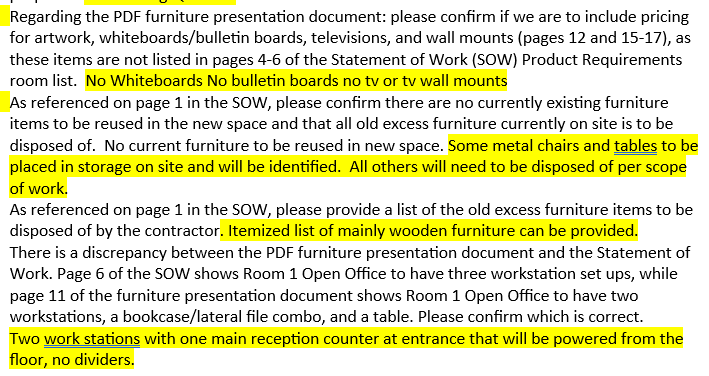 Regarding the PDF furniture presentation document: please confirm if we are to include pricing
for artwork, whiteboards/bulletin boards, televisions, and wall mounts (pages 12 and 15-17), as
these items are not listed in pages 4-6 of the Statement of Work (SOW) Product Requirements
room list.  No Whiteboards No bulletin boards no tv or tv wall mounts
As referenced on page 1 in the SOW, please confirm there are no currently existing furniture
items to be reused in the new space and that all old excess furniture currently on site is to be
disposed of.  No current furniture to be reused in new space. Some metal chairs and tables to be
placed in storage on site and will be identified.  All others will need to be disposed of per scope
of work.
As referenced on page 1 in the SOW, please provide a list of the old excess furniture items to be
disposed of by the contractor. Itemized list of mainly wooden furniture can be provided.
There is a discrepancy between the PDF furniture presentation document and the Statement of
Work. Page 6 of the SOW shows Room 1 Open Office to have three workstation set ups, while
page 11 of the furniture presentation document shows Room 1 Open Office to have two
workstations, a bookcase/lateral file combo, and a table. Please confirm which is correct.
Two work stations with one main reception counter at entrance that will be powered from the
floor, no dividers.